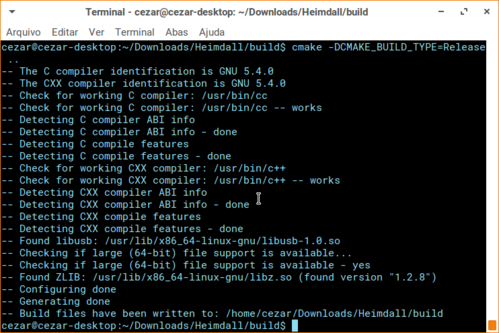 Terminal - cezar@cezar-desktop:~/Downloads/Heimdall/build
Arquivo Editar Ver Terminal Abas Ajuda
cezar@cezar-desktop:~/Downloads/Heimdall/build$ cmake -DCMAKE_BUILD_TYPE=Release
..
-- The C compiler identification is GNU 5.4.0
-- The CXX compiler identification is GNU 5.4.0
-- Check for working C compiler: /usr/bin/cc
-- Check for working C compiler: /usr/bin/cc -- works
-- Detecting C compiler ABI info
-- Detecting C compiler ABI info - done
-- Detecting C compile features
-- Detecting C compile features - done
-- Check for working CXX compiler: /usr/bin/c++
-- Check for working CXX compiler: /usr/bin/c++ -- works
-- Detecting CXX compiler ABI info
-- Detecting CXX compiler ABI info - done
-- Detecting CXX compile features
-- Detecting CXX compile features - done
-- Found libusb: /usr/lib/x86_64-linux-gnu/libusb-1.0.so
-- Checking if large (64-bit) file support is available...
-- Checking if large (64-bit) file support is available - yes
-- Found ZLIB: /usr/lib/x86_64-linux-gnu/libz.so (found version "1.2.8")
-- Configuring done
-- Generating done
-- Build files have been written to: /home/cezar/Downloads/Heimdall/build
cezar@cezar-desktop:~/Downloads/Heimdall/build$